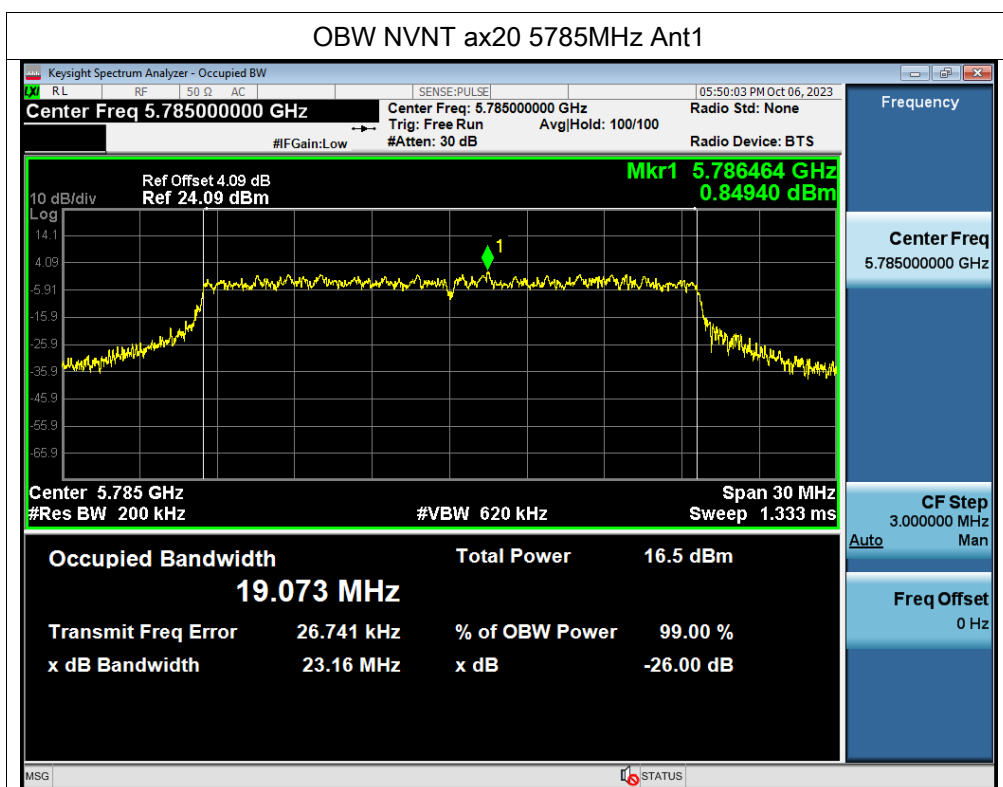 OBW NVNT ax20 5785MHz Ant1
Keysight Spectrum Analyzer - Occupied BW
LXI RL RF 50 Ω AC SENSE:PULSE 05:50:03 PM Oct 06, 2023
Center Freq 5.785000000 GHz
Center Freq: 5.785000000 GHz Radio Std: None
Trig: Free Run Avg|Hold: 100/100
#IFGain:Low #Atten: 30 dB Radio Device: BTS
Mkr1 5.786464 GHz
0.84940 dBm
Ref Offset 4.09 dB
10 dB/div Ref 24.09 dBm
Log
14.1
4.09
-5.91
-15.9
-25.9
-35.9
-45.9
-55.9
-65.9
1
Center 5.785 GHz Span 30 MHz
#Res BW 200 kHz #VBW 620 kHz Sweep 1.333 ms
Occupied Bandwidth Total Power 16.5 dBm
19.073 MHz
Transmit Freq Error 26.741 kHz % of OBW Power 99.00 %
x dB Bandwidth 23.16 MHz x dB -26.00 dB
Frequency
Center Freq
5.785000000 GHz
CF Step
3.000000 MHz
Auto Man
Freq Offset
0 Hz
MSG STATUS